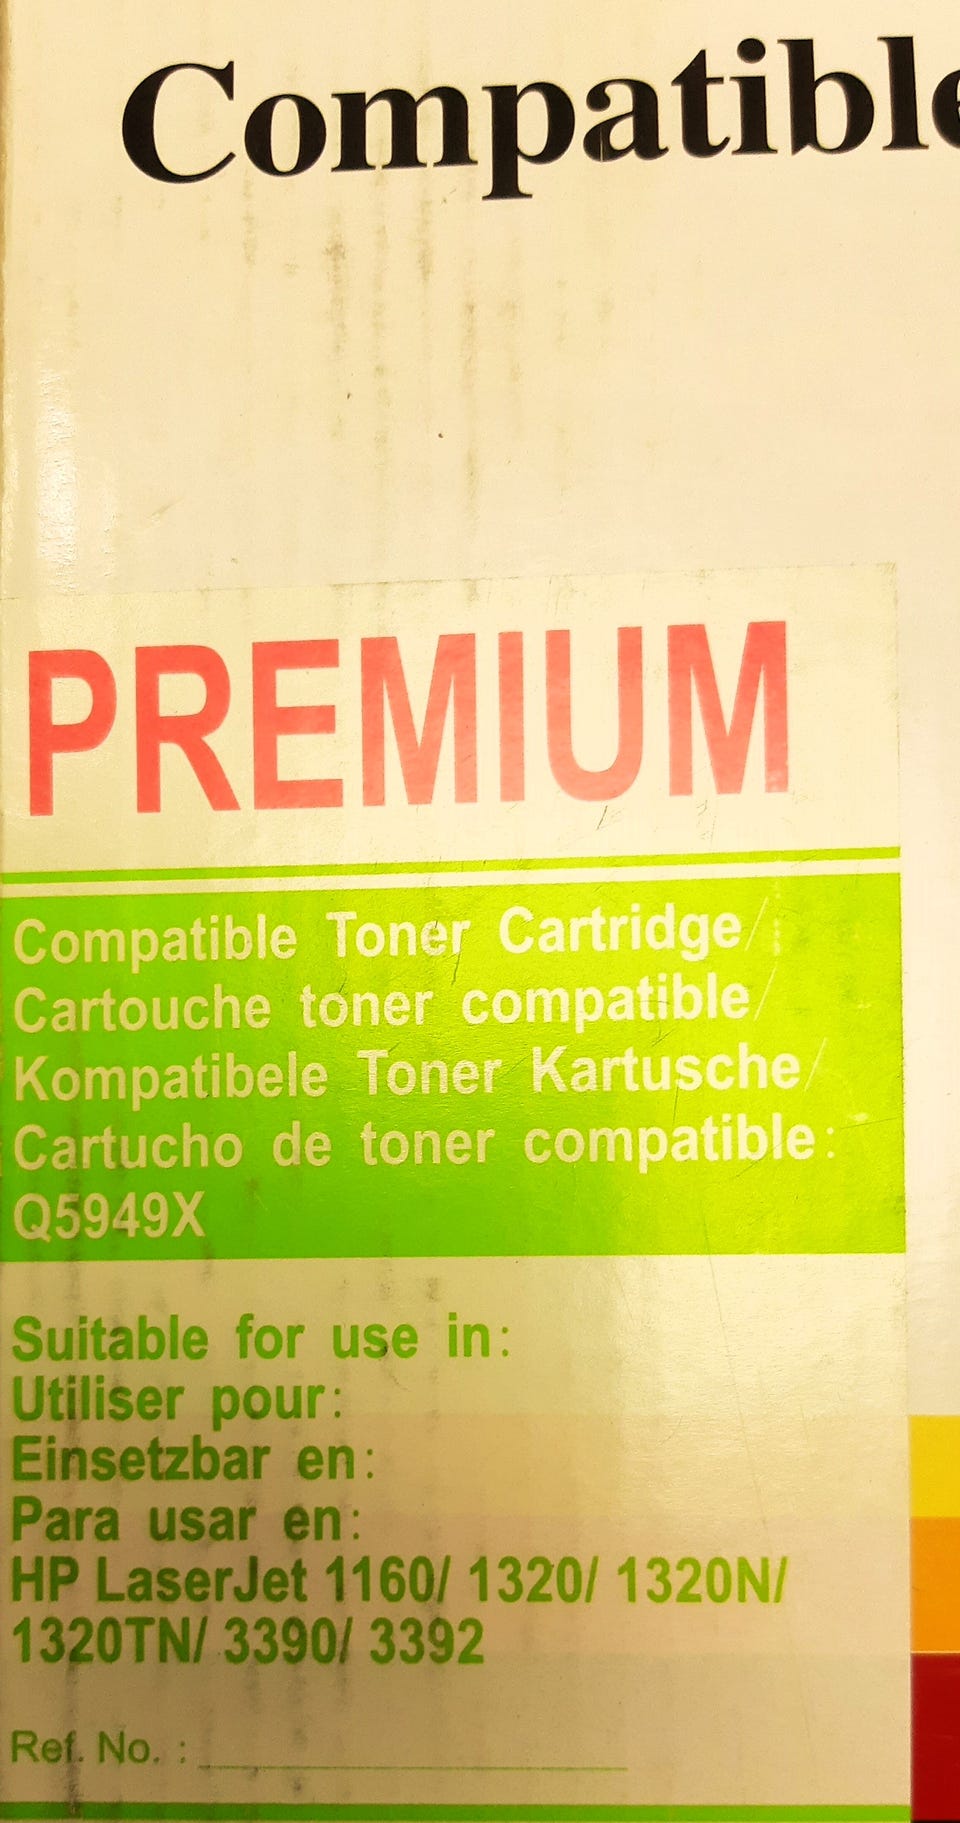 Compatible
PREMIUM
Compatible Toner Cartridge/
Cartouche toner compatible/
Kompatibele Toner Kartusche/
Cartucho de toner compatible:
Q5949X
Suitable for use in:
Utiliser pour:
Einsetzbar en:
Para usar en:
HP LaserJet 1160/ 1320/ 1320N/
1320TN/ 3390/ 3392
Ref. No. :